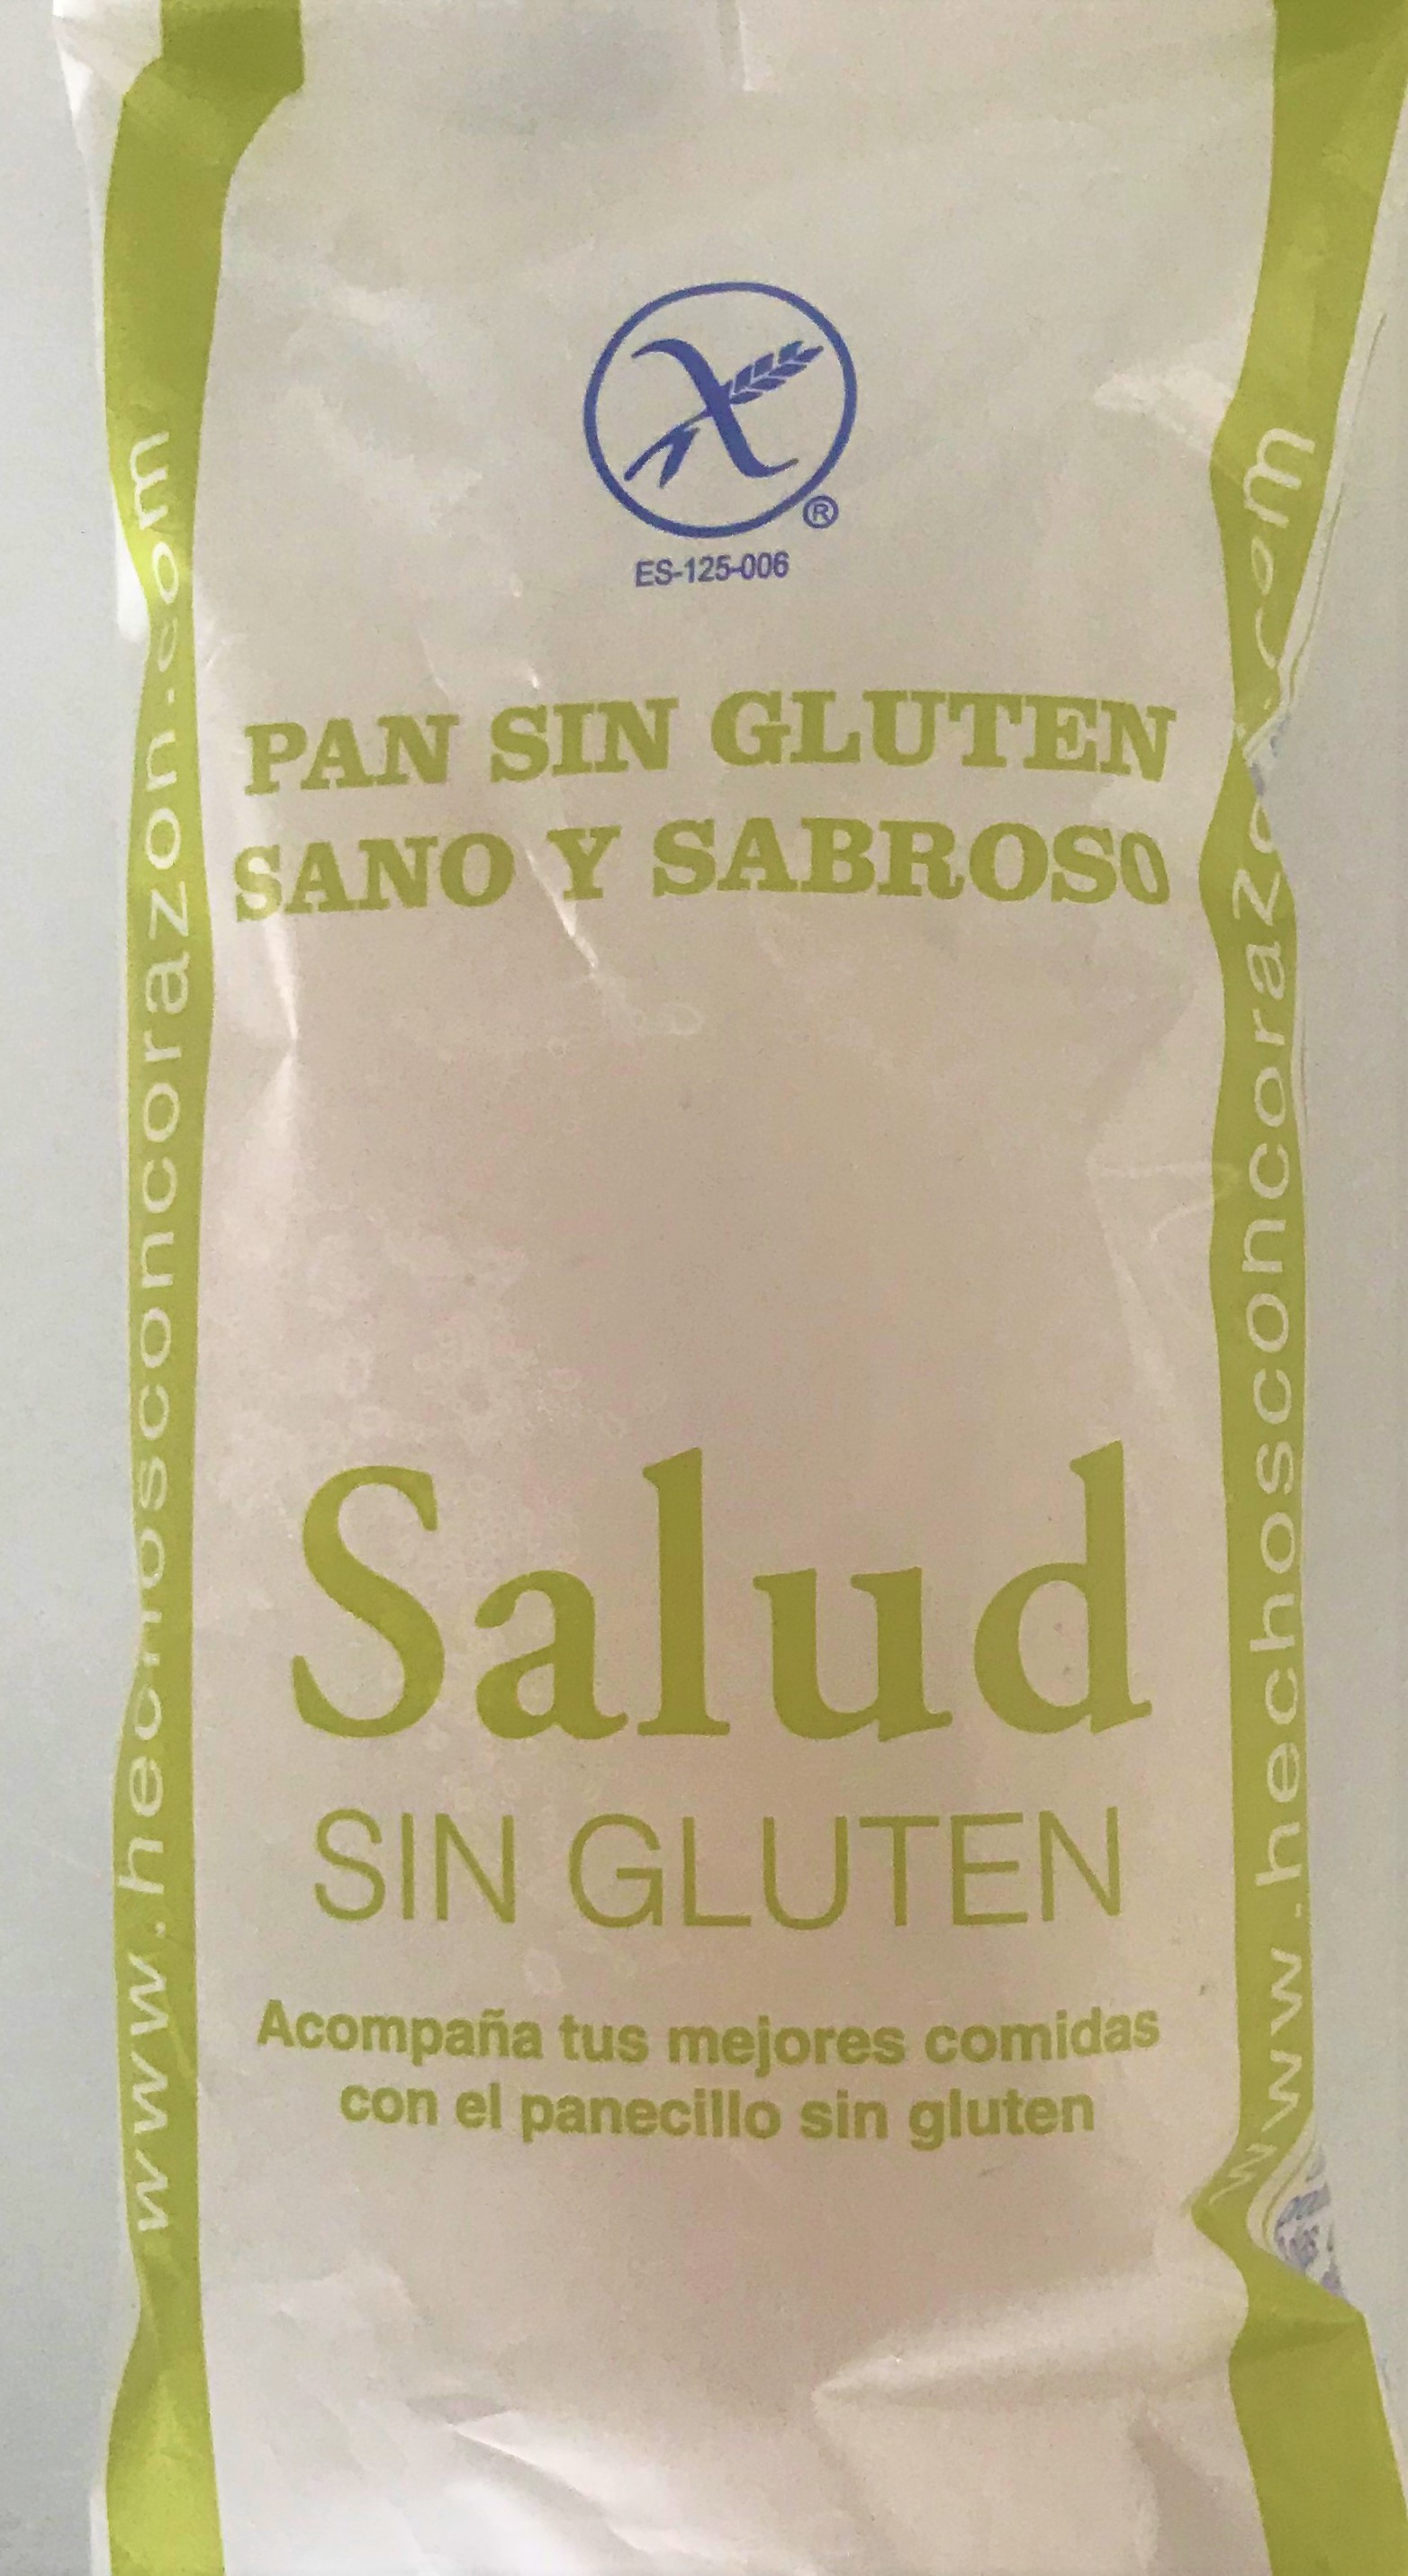 ®
ES-125-006
PAN SIN GLUTEN
SANO Y SABROSO
Salud
SIN GLUTEN
Acompaña tus mejores comidas
con el panecillo sin gluten
www.hechosconcorazon.com
www.hechosconcorazon.com